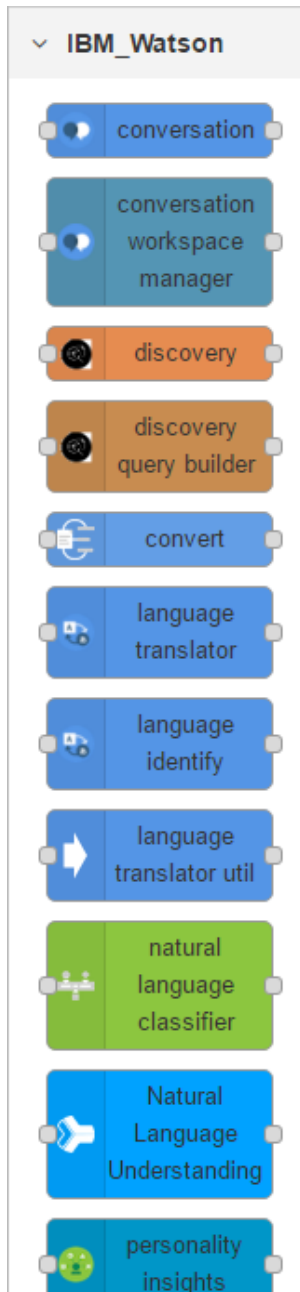 IBM_Watson
conversation
conversation
workspace
manager
discovery
discovery
query builder
convert
language
translator
language
identify
language
translator util
natural
language
classifier
Natural
Language
Understanding
personality
insights